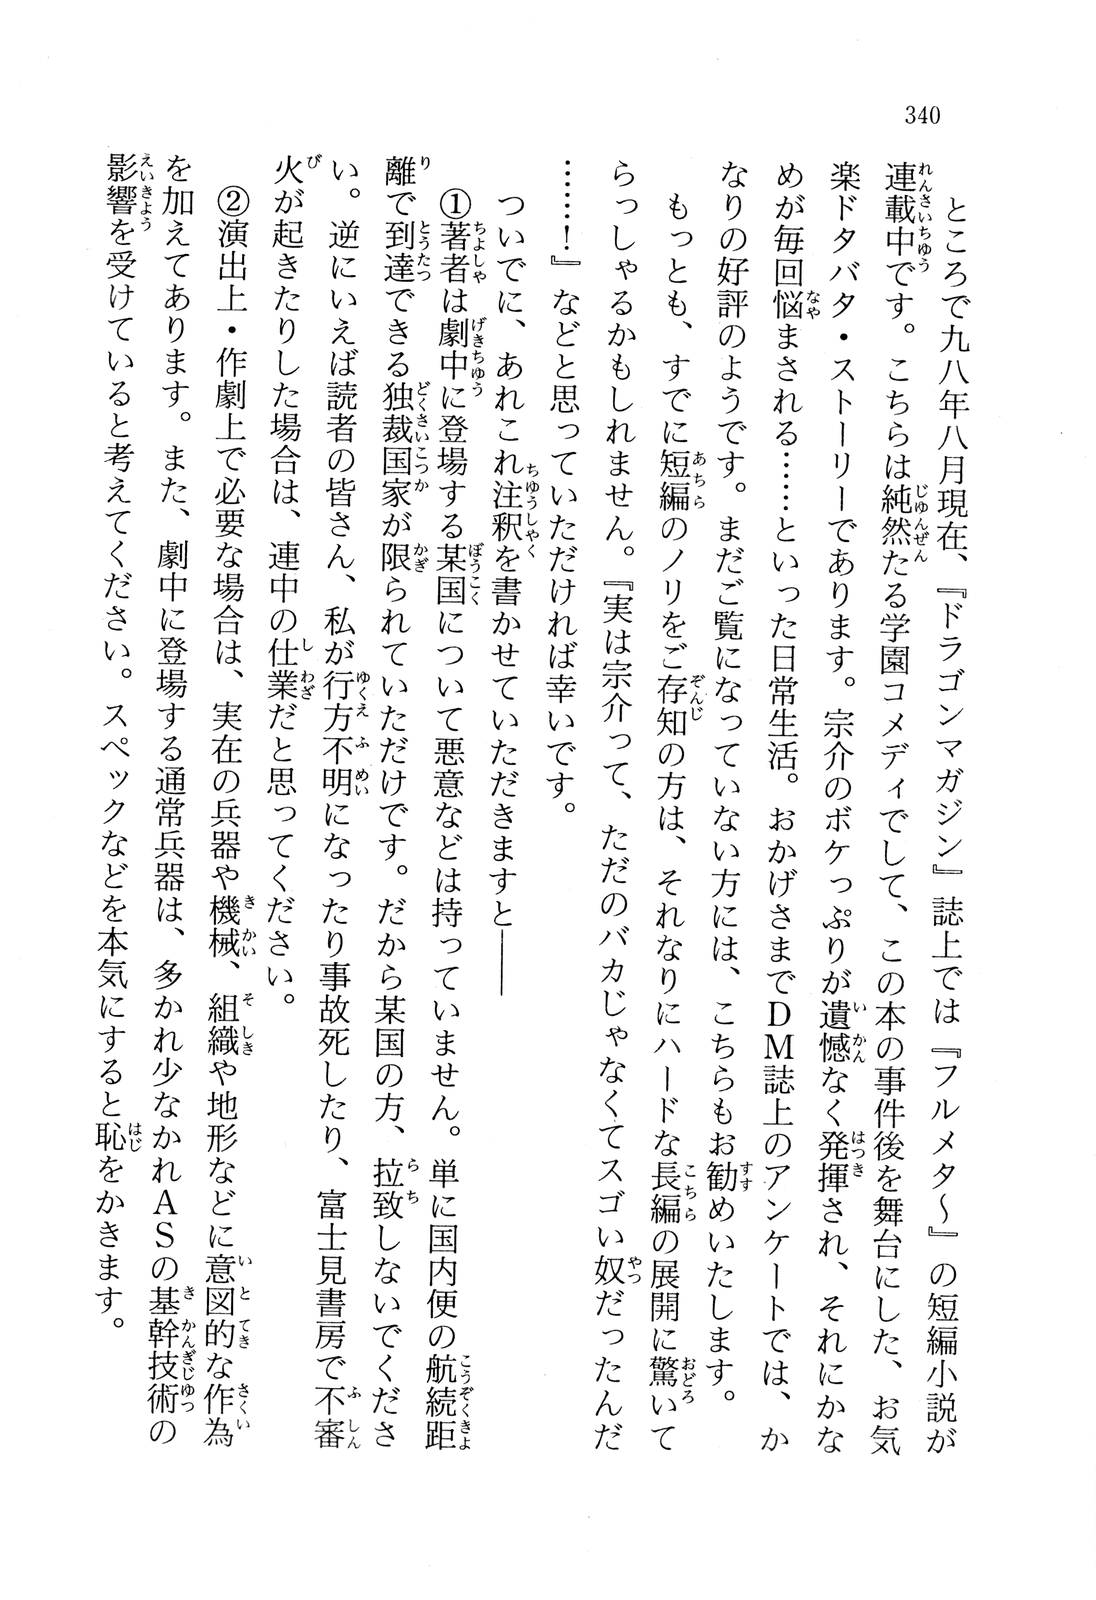 340
　ところで九八年八月現在、『ドラゴンマガジン』誌上では『フルメタ〜』の短編小説が
連載中です。こちらは純然たる学園コメディでして、この本の事件後を舞台にした、お気
楽ドタバタ・ストーリーであります。宗介のボケっぷりが遺憾なく発揮され、それにかな
めが毎回悩まされる……といった日常生活。おかげさまでＤＭ誌上のアンケートでは、か
なりの好評のようです。まだご覧になっていない方には、こちらもお勧めいたします。
　もっとも、すでに短編のノリをご存知の方は、それなりにハードな長編の展開に驚いて
らっしゃるかもしれません。『実は宗介って、ただのバカじゃなくてスゴい奴だったんだ
……！』などと思っていただければ幸いです。
　ついでに、あれこれ注釈を書かせていただきますと――
　①著者は劇中に登場する某国について悪意などは持っていません。単に国内便の航続距
離で到達できる独裁国家が限られていただけです。だから某国の方、拉致しないでくださ
い。逆にいえば読者の皆さん、私が行方不明になったり事故死したり、富士見書房で不審
火が起きたりした場合は、連中の仕業だと思ってください。
　②演出上・作劇上で必要な場合は、実在の兵器や機械、組織や地形などに意図的な作為
を加えてあります。また、劇中に登場する通常兵器は、多かれ少なかれＡＳの基幹技術の
影響を受けていると考えてください。スペックなどを本気にすると恥をかきます。